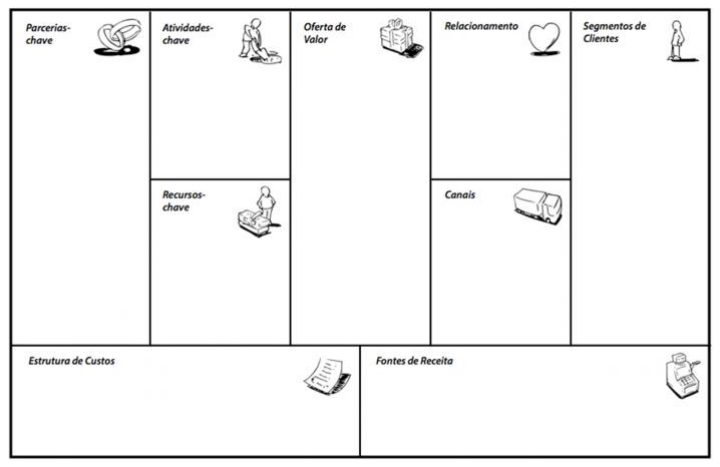 Parcerias-
chave
Atividades-
chave
Oferta de
Valor
Relacionamento
Segmentos de
Clientes
Recursos-
chave
Canais
Estrutura de Custos
Fontes de Receita